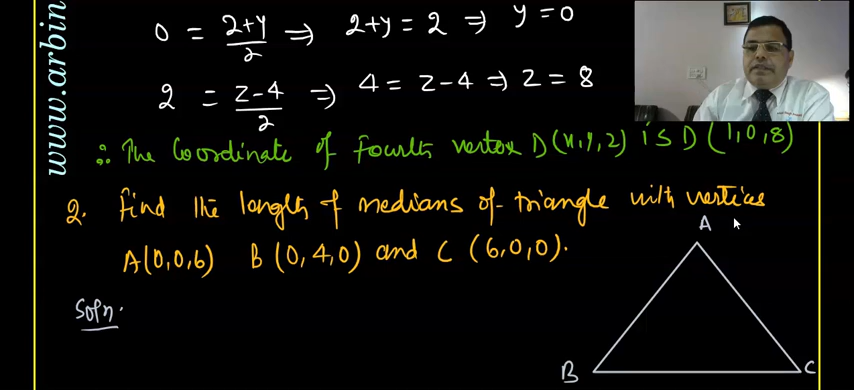 www.arbin
0 = (2+y)/2 ⟹ 2+y = 2 ⟹ y = 0
2 = (z-4)/2 ⟹ 4 = z-4 ⟹ z = 8
∴ The Coordinate of Fourth vertex D(x,y,z) is D (1,0,8)
2. Find the length of medians of triangle with vertices
A(0,0,6) B (0,4,0) and C (6,0,0).
Soln.
A
B
C